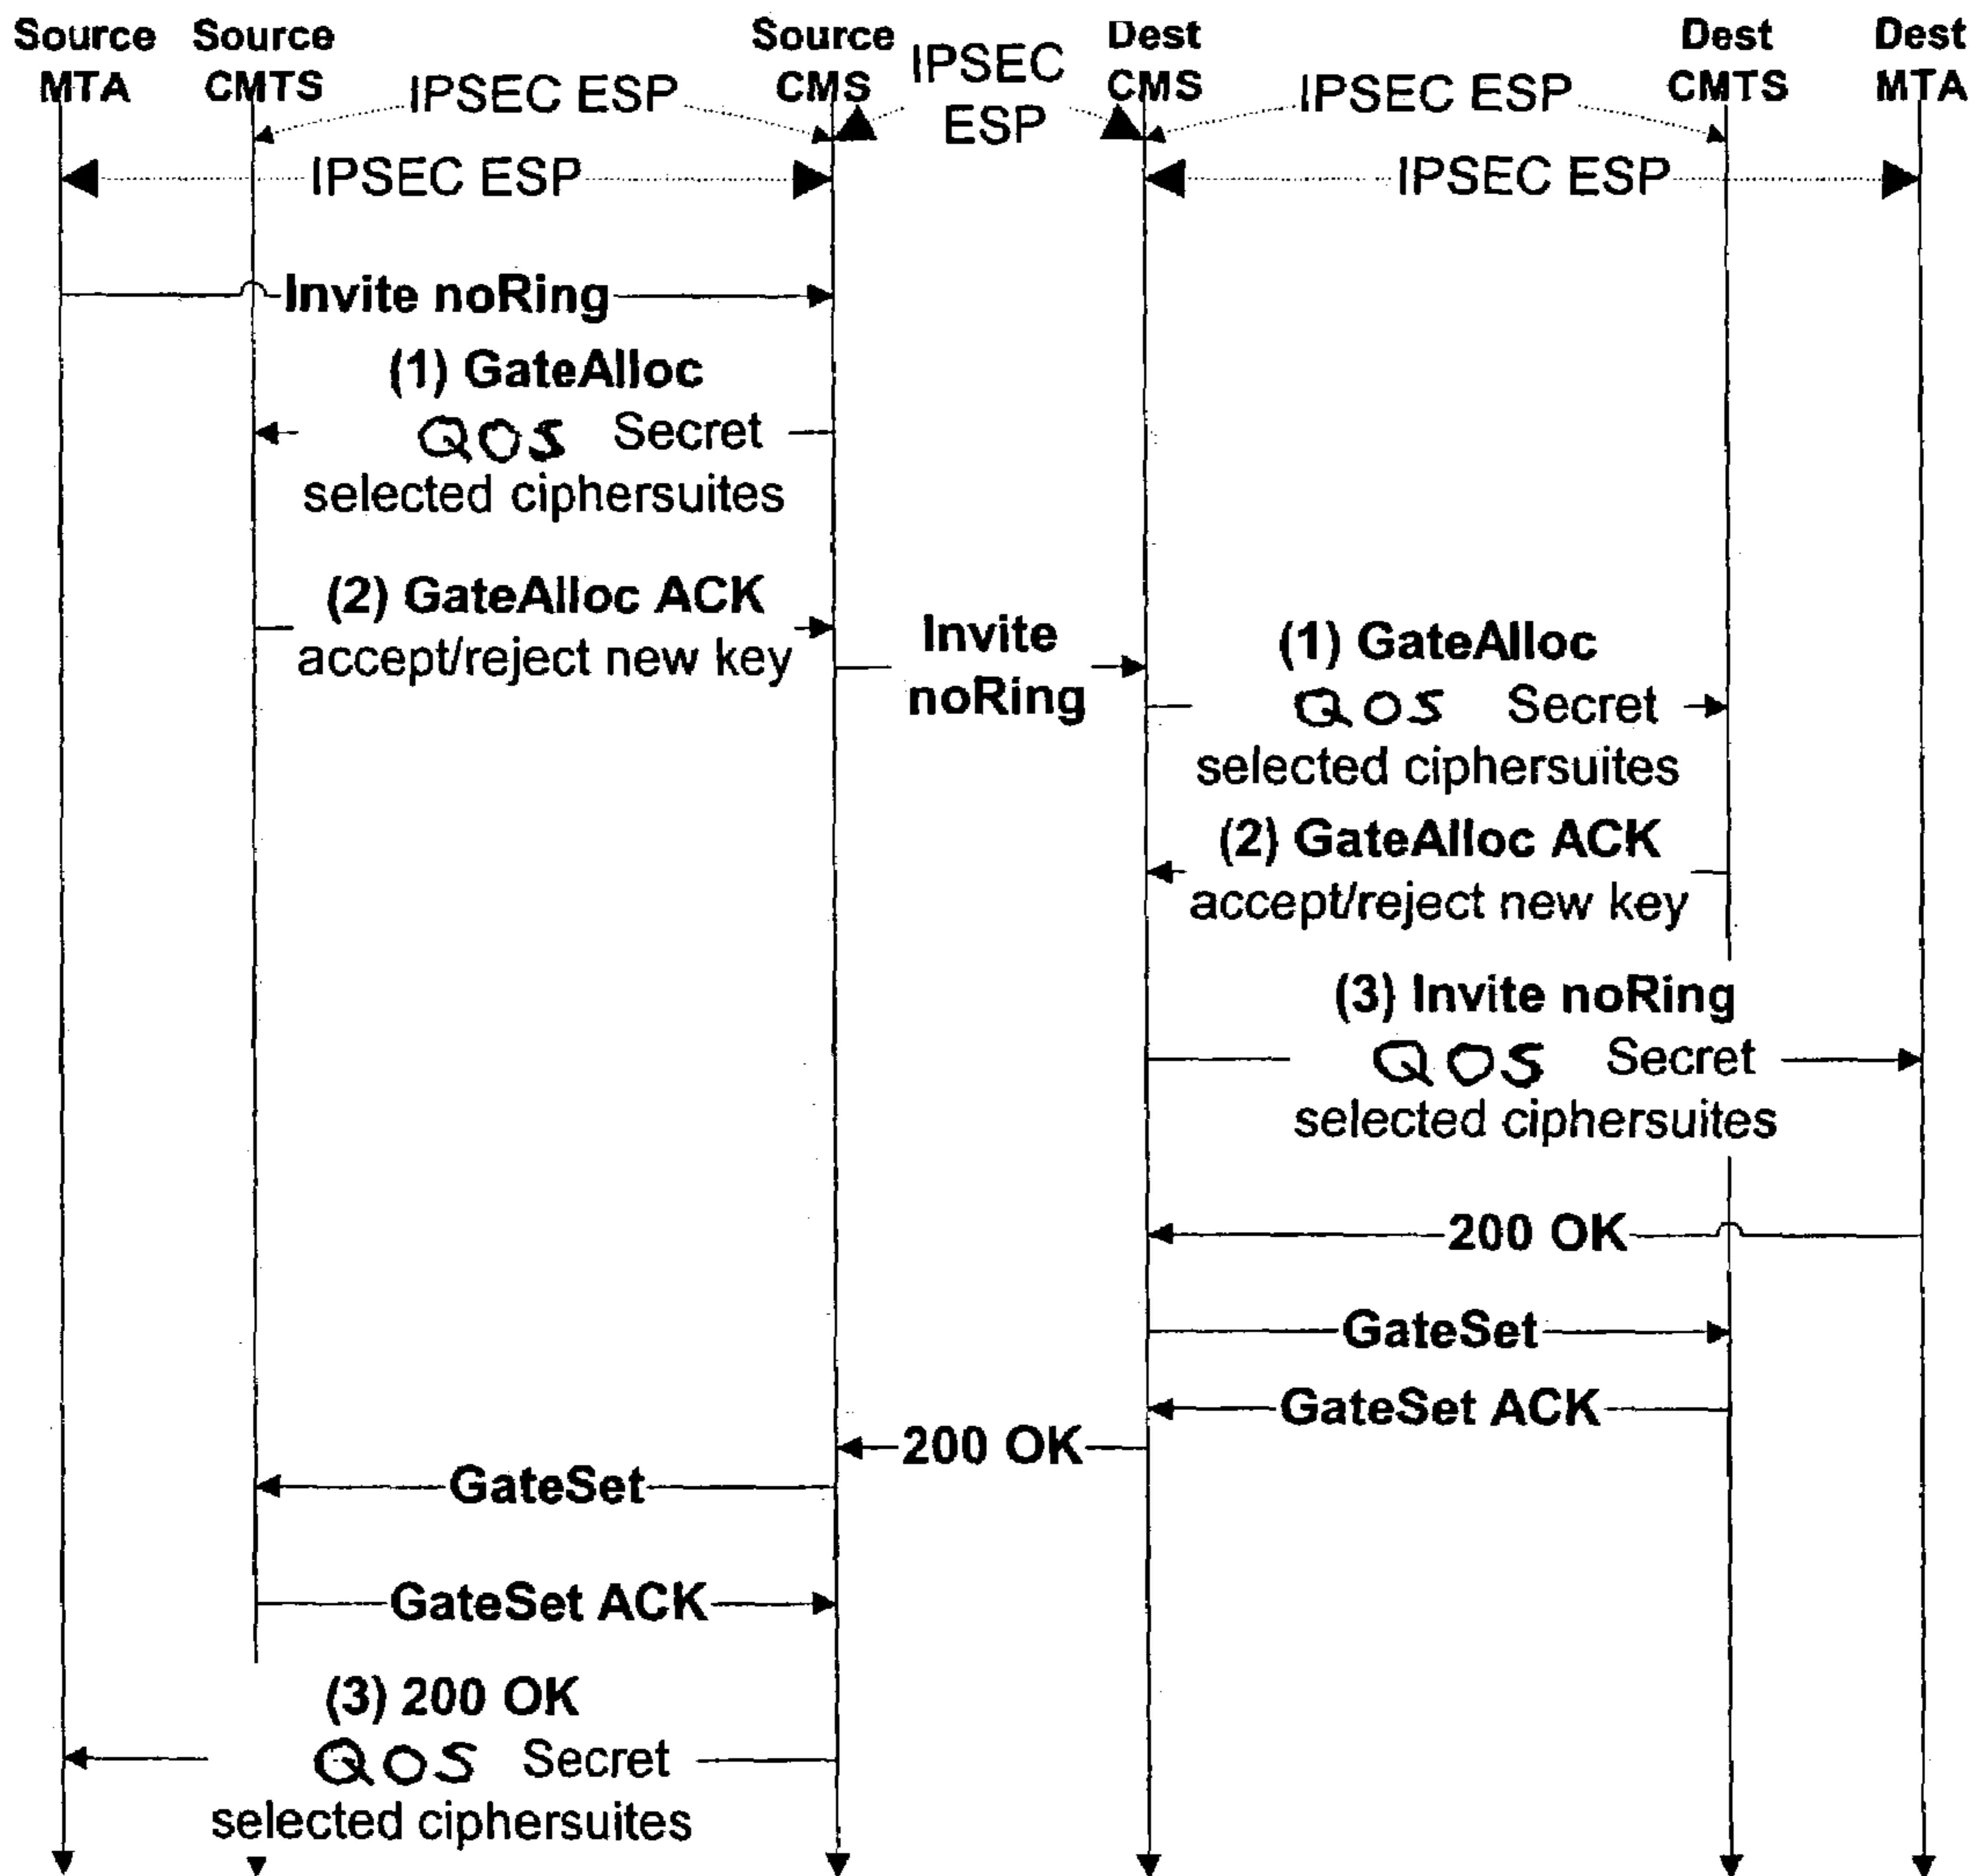 Source MTA
Source CMTS
Source CMS
Dest CMS
Dest CMTS
Dest MTA
IPSEC ESP
IPSEC ESP
IPSEC ESP
IPSEC ESP
IPSEC ESP
Invite noRing
(1) GateAlloc
QOS Secret
selected ciphersuites
(2) GateAlloc ACK
accept/reject new key
Invite
noRing
(1) GateAlloc
QOS Secret
selected ciphersuites
(2) GateAlloc ACK
accept/reject new key
(3) Invite noRing
QOS Secret
selected ciphersuites
200 OK
GateSet
GateSet ACK
200 OK
GateSet
GateSet ACK
(3) 200 OK
QOS Secret
selected ciphersuites